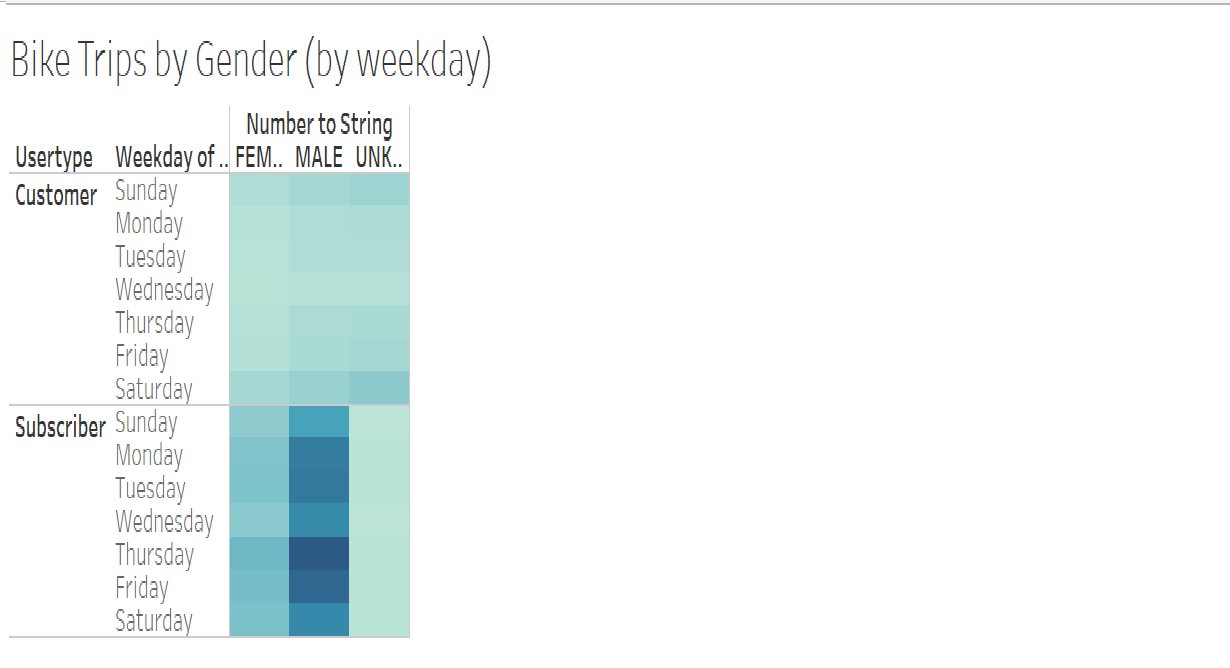 Bike Trips by Gender (by weekday)
Number to String
Usertype Weekday of .. FEM.. MALE UNK..
Customer Sunday
Monday
Tuesday
Wednesday
Thursday
Friday
Saturday
Subscriber Sunday
Monday
Tuesday
Wednesday
Thursday
Friday
Saturday